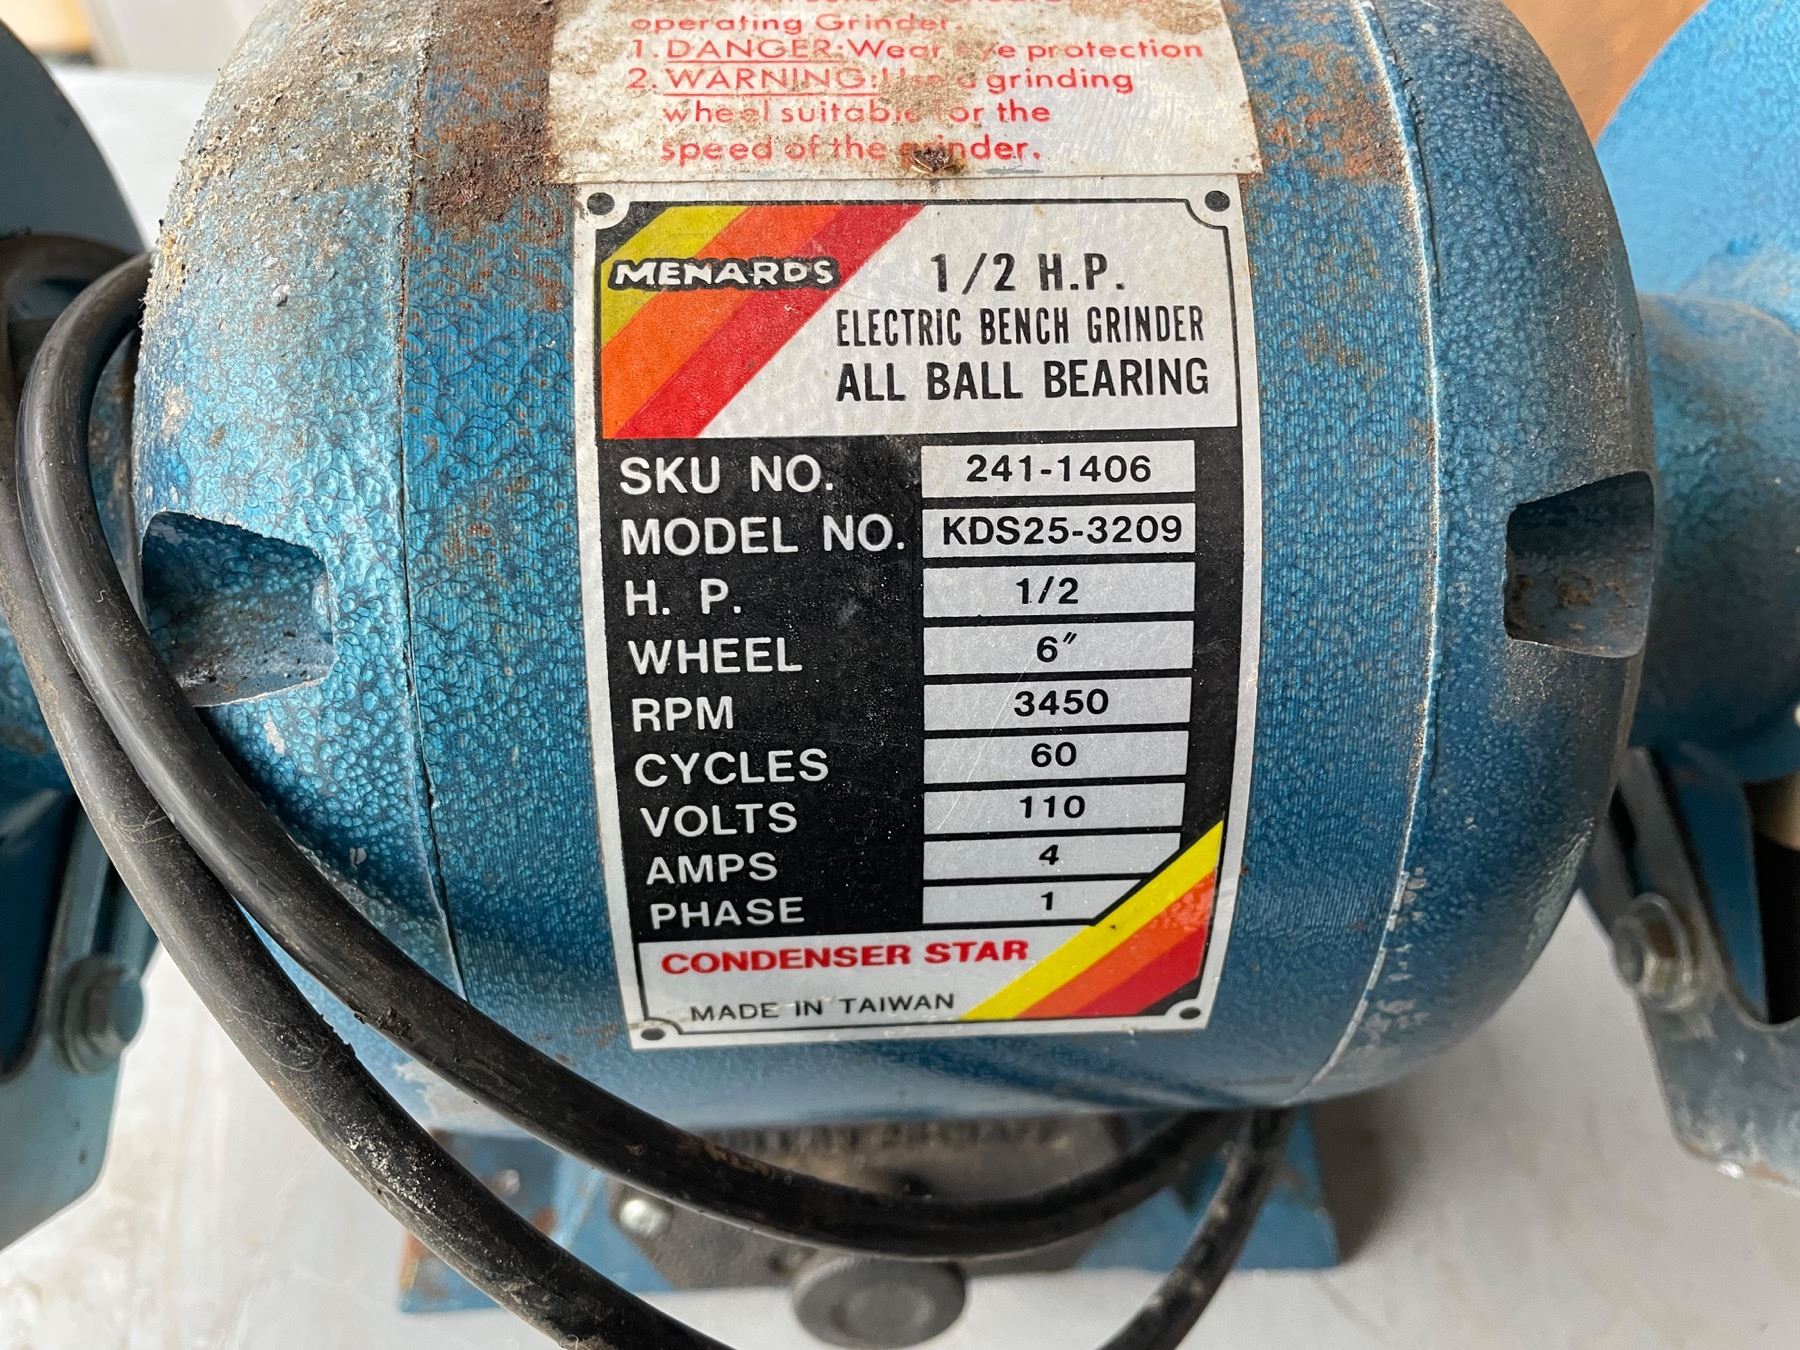 operating Grinder.
1. DANGER: Wear eye protection
2. WARNING: Use a grinding
wheel suitable for the
speed of the grinder.
MENARDS
1/2 H.P.
ELECTRIC BENCH GRINDER
ALL BALL BEARING
SKU NO. 241-1406
MODEL NO. KDS25-3209
H. P. 1/2
WHEEL 6″
RPM 3450
CYCLES 60
VOLTS 110
AMPS 4
PHASE 1
CONDENSER STAR
MADE IN TAIWAN